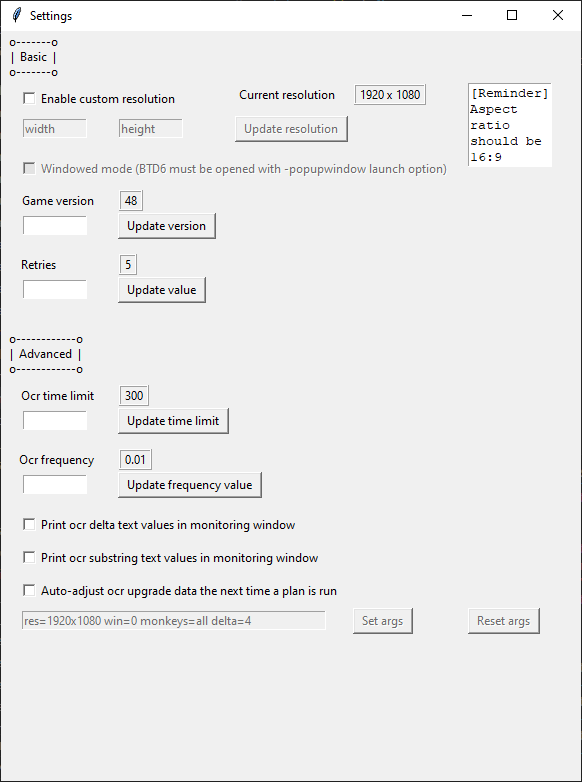 Settings
o-------o
| Basic |
o-------o
Enable custom resolution
Current resolution
1920 x 1080
[Reminder]
Aspect
ratio
should be
16:9
width
height
Update resolution
Windowed mode (BTD6 must be opened with -popupwindow launch option)
Game version
48
Update version
Retries
5
Update value
o------------o
| Advanced |
o------------o
Ocr time limit
300
Update time limit
Ocr frequency
0.01
Update frequency value
Print ocr delta text values in monitoring window
Print ocr substring text values in monitoring window
Auto-adjust ocr upgrade data the next time a plan is run
res=1920x1080 win=0 monkeys=all delta=4
Set args
Reset args